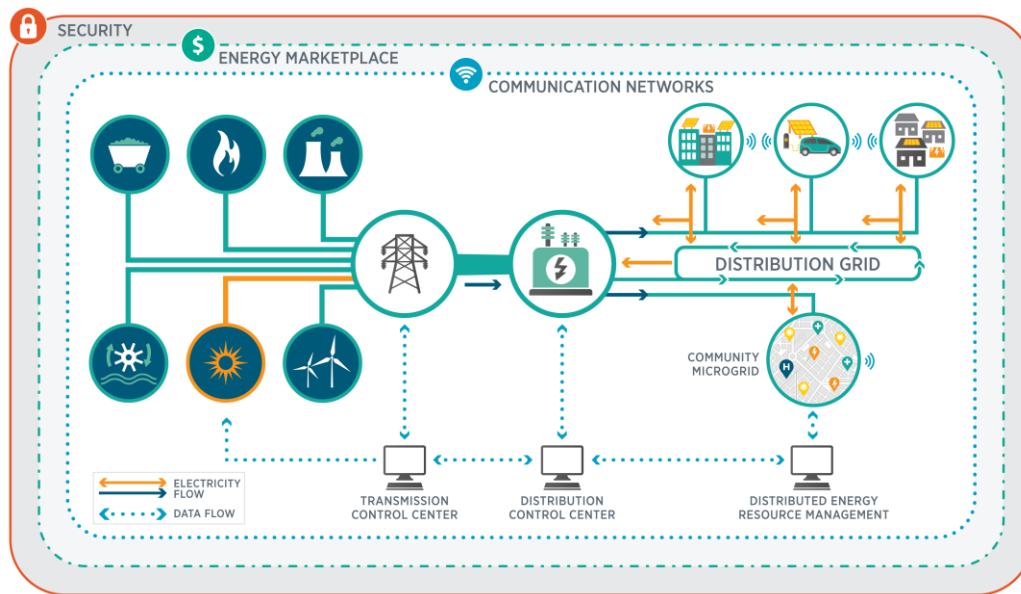 SECURITY
$
ENERGY MARKETPLACE
COMMUNICATION NETWORKS
DISTRIBUTION GRID
COMMUNITY
MICROGRID
H
ELECTRICITY
FLOW
DATA FLOW
TRANSMISSION
CONTROL CENTER
DISTRIBUTION
CONTROL CENTER
DISTRIBUTED ENERGY
RESOURCE MANAGEMENT